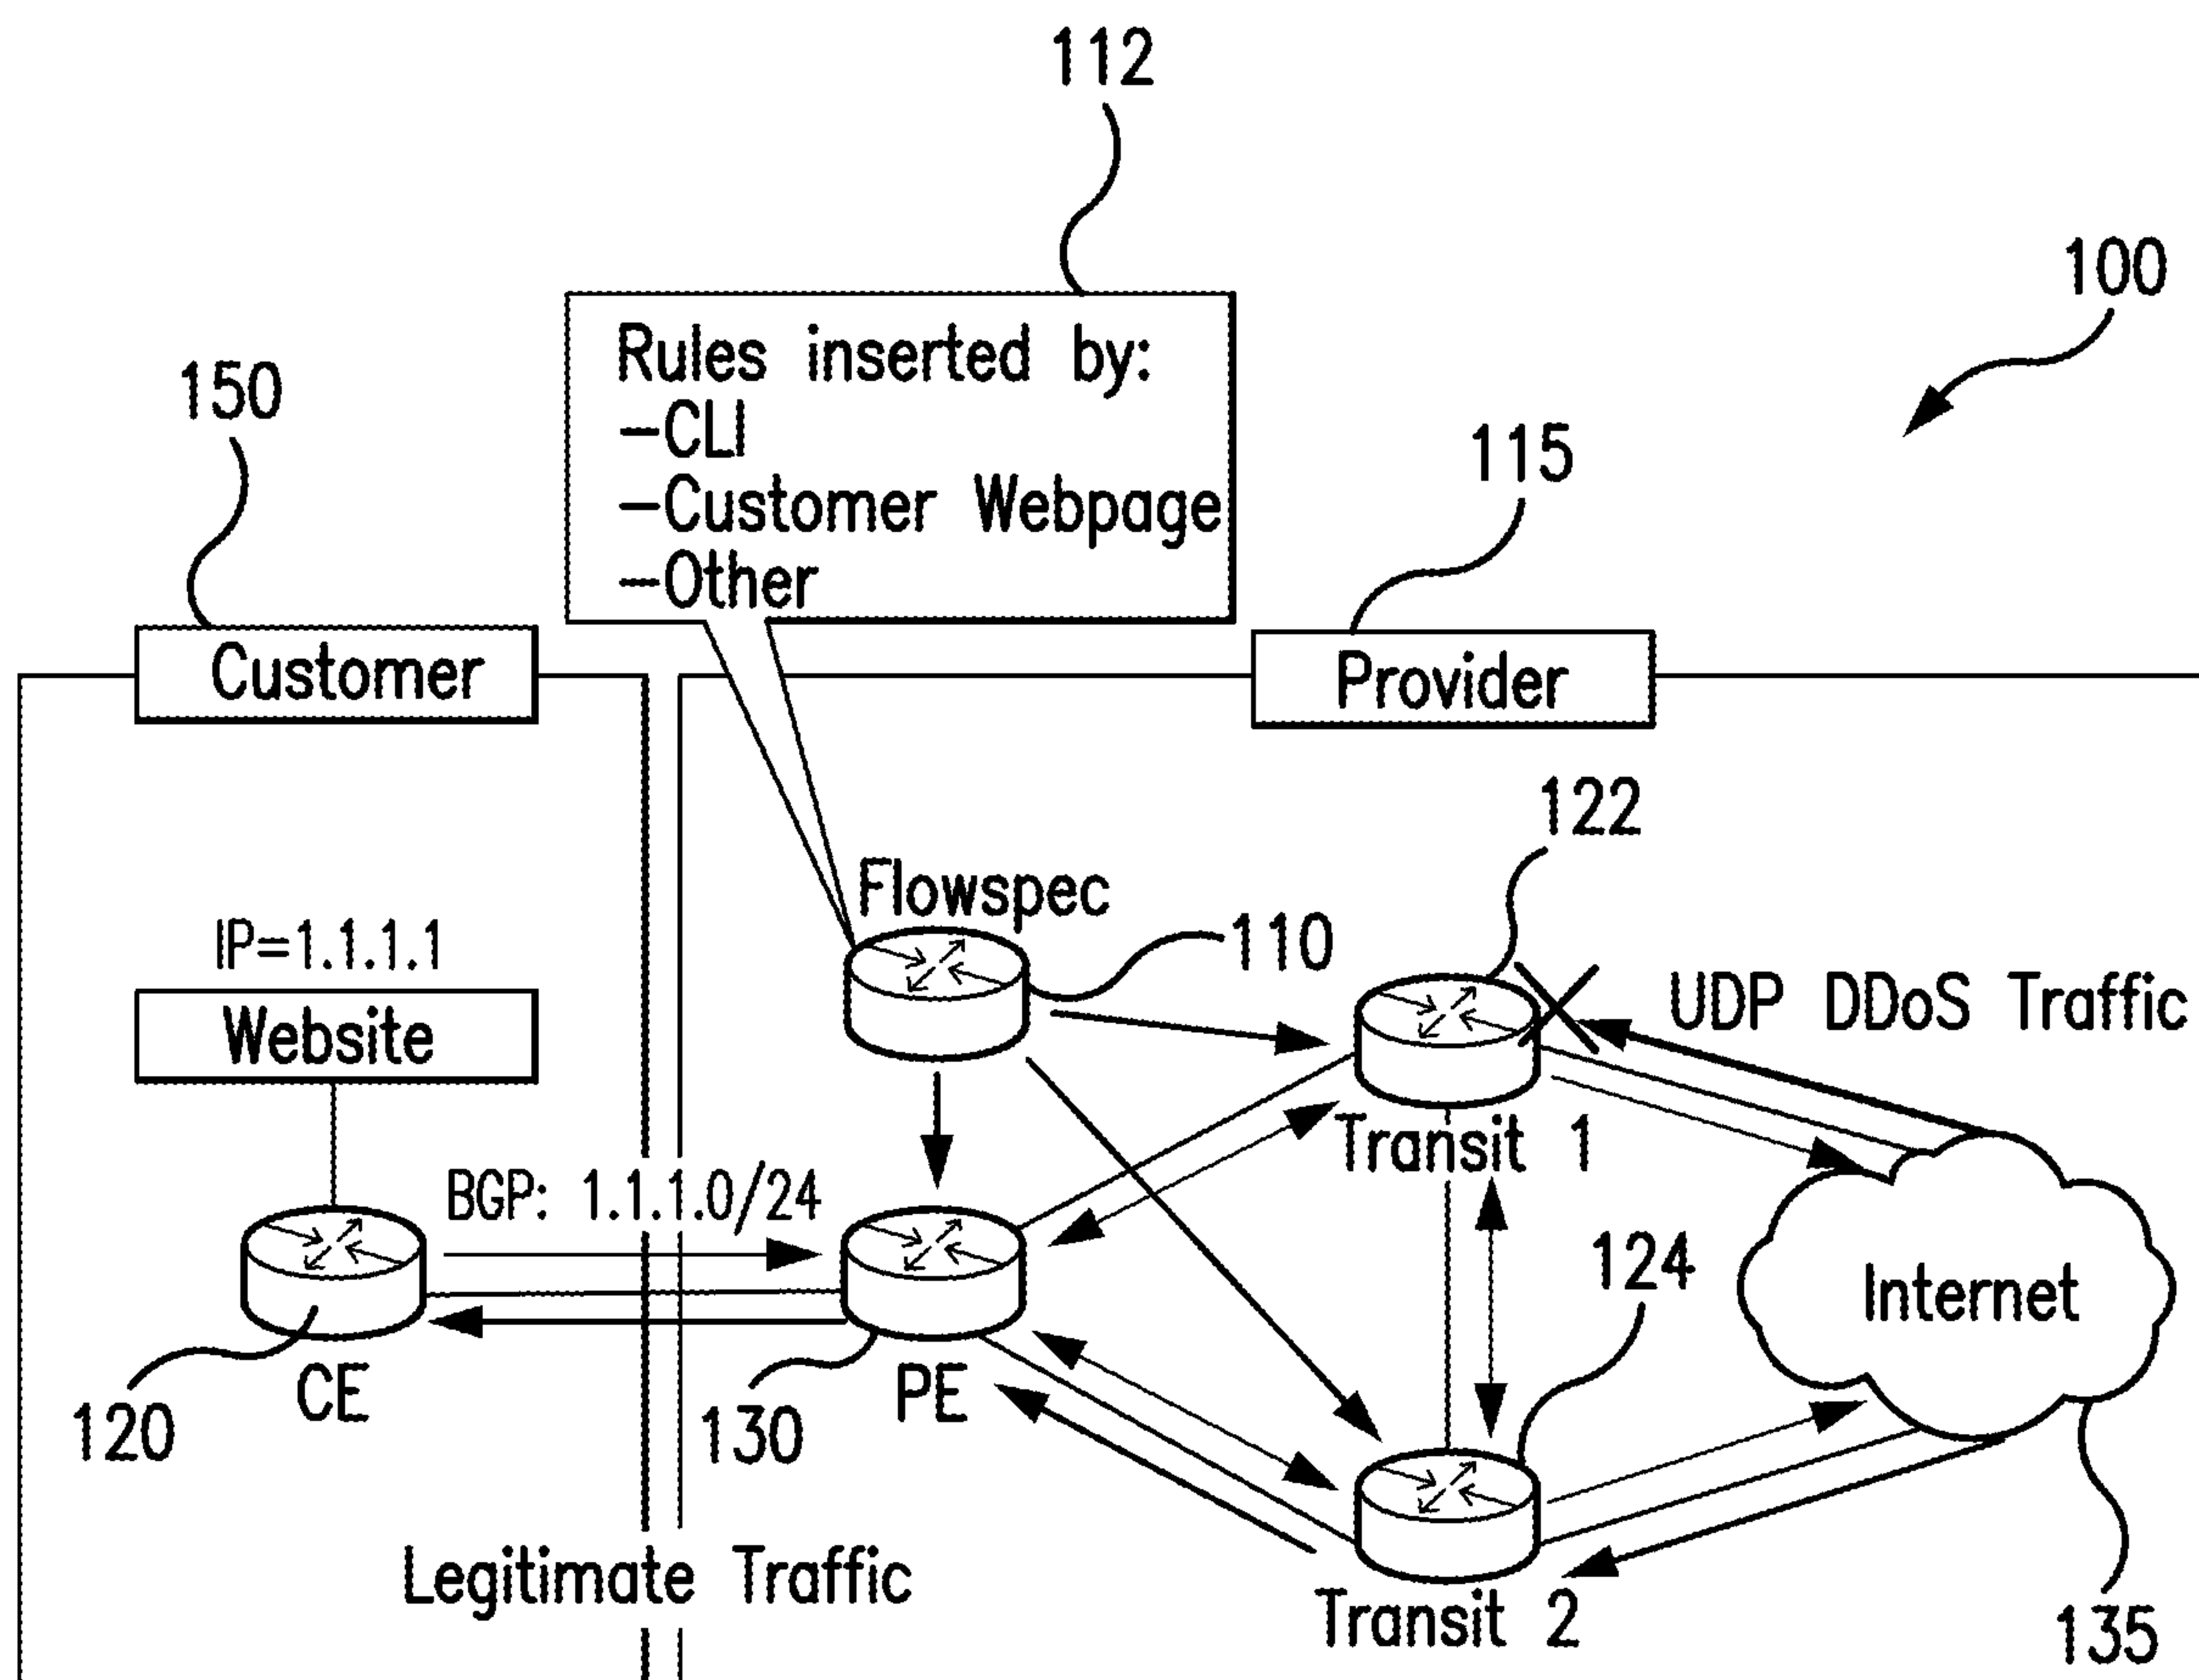 112
100
Rules inserted by:
–CLI
–Customer Webpage
–Other
150
115
Customer
Provider
122
Flowspec
110
IP=1.1.1.1
Website
UDP DDoS Traffic
Transit 1
BGP: 1.1.1.0/24
124
Internet
CE
PE
120
130
Legitimate Traffic
Transit 2
135